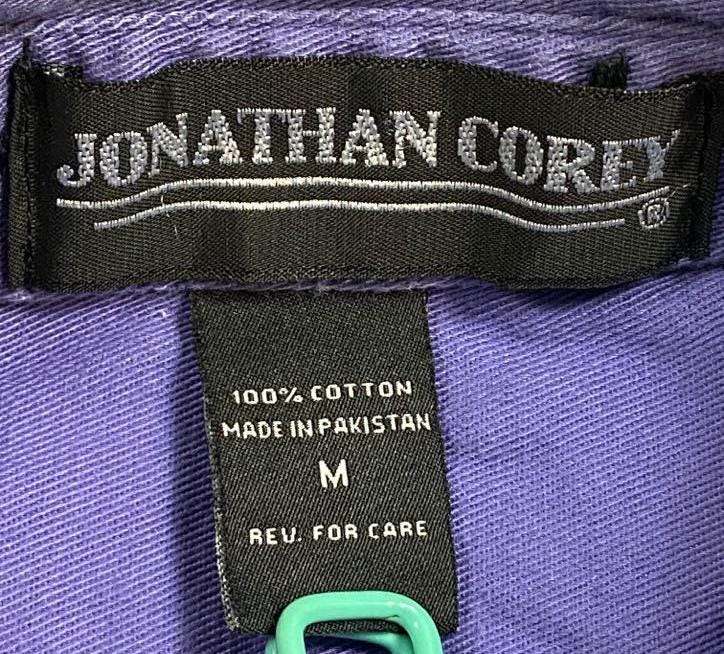 JONATHAN COREY
®
100% COTTON
MADE IN PAKISTAN
M
REV. FOR CARE